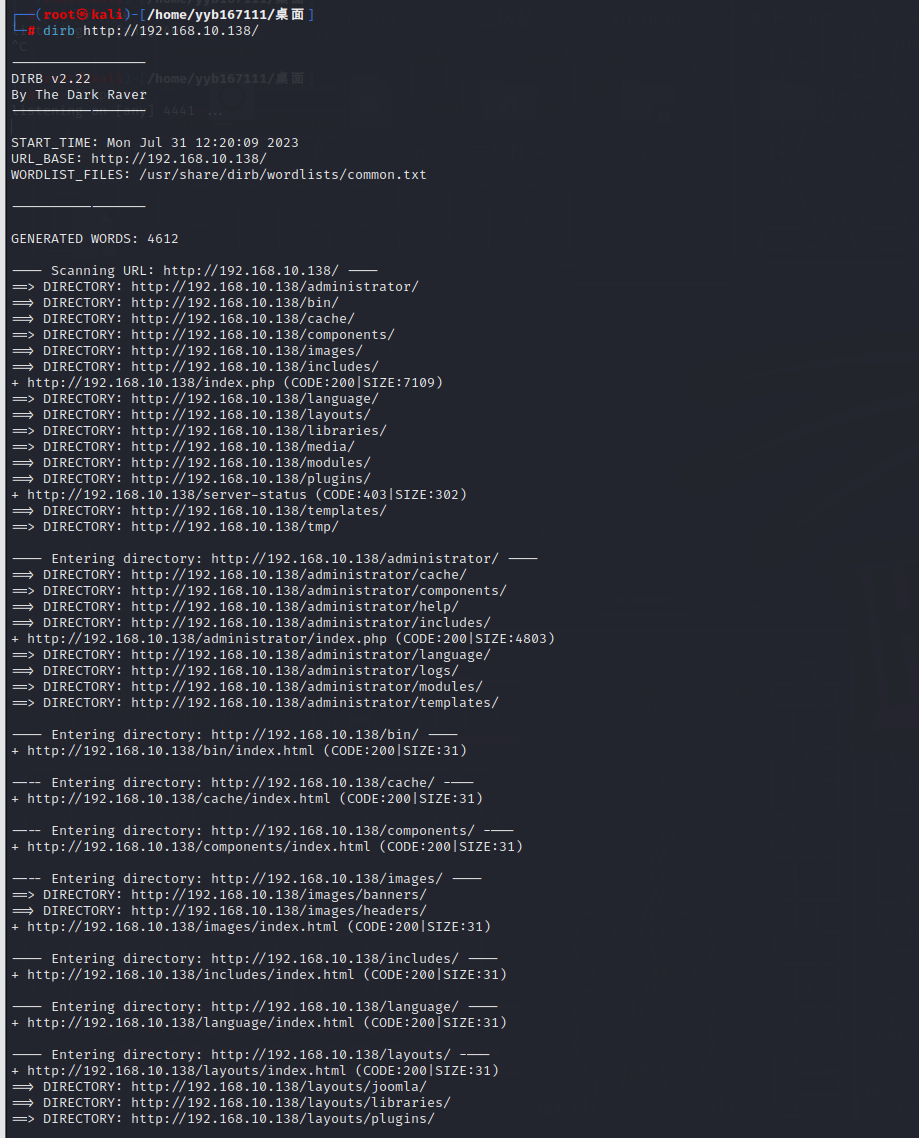 ┌──(root㉿kali)-[/home/yyb167111/桌面]
└─# dirb http://192.168.10.138/
^C
-----------------
DIRB v2.22
By The Dark Raver
-----------------
START_TIME: Mon Jul 31 12:20:09 2023
URL_BASE: http://192.168.10.138/
WORDLIST_FILES: /usr/share/dirb/wordlists/common.txt
-----------------
GENERATED WORDS: 4612
---- Scanning URL: http://192.168.10.138/ ----
==> DIRECTORY: http://192.168.10.138/administrator/
==> DIRECTORY: http://192.168.10.138/bin/
==> DIRECTORY: http://192.168.10.138/cache/
==> DIRECTORY: http://192.168.10.138/components/
==> DIRECTORY: http://192.168.10.138/images/
==> DIRECTORY: http://192.168.10.138/includes/
+ http://192.168.10.138/index.php (CODE:200|SIZE:7109)
==> DIRECTORY: http://192.168.10.138/language/
==> DIRECTORY: http://192.168.10.138/layouts/
==> DIRECTORY: http://192.168.10.138/libraries/
==> DIRECTORY: http://192.168.10.138/media/
==> DIRECTORY: http://192.168.10.138/modules/
==> DIRECTORY: http://192.168.10.138/plugins/
+ http://192.168.10.138/server-status (CODE:403|SIZE:302)
==> DIRECTORY: http://192.168.10.138/templates/
==> DIRECTORY: http://192.168.10.138/tmp/
---- Entering directory: http://192.168.10.138/administrator/ ----
==> DIRECTORY: http://192.168.10.138/administrator/cache/
==> DIRECTORY: http://192.168.10.138/administrator/components/
==> DIRECTORY: http://192.168.10.138/administrator/help/
==> DIRECTORY: http://192.168.10.138/administrator/includes/
+ http://192.168.10.138/administrator/index.php (CODE:200|SIZE:4803)
==> DIRECTORY: http://192.168.10.138/administrator/language/
==> DIRECTORY: http://192.168.10.138/administrator/logs/
==> DIRECTORY: http://192.168.10.138/administrator/modules/
==> DIRECTORY: http://192.168.10.138/administrator/templates/
---- Entering directory: http://192.168.10.138/bin/ ----
+ http://192.168.10.138/bin/index.html (CODE:200|SIZE:31)
---- Entering directory: http://192.168.10.138/cache/ ----
+ http://192.168.10.138/cache/index.html (CODE:200|SIZE:31)
---- Entering directory: http://192.168.10.138/components/ ----
+ http://192.168.10.138/components/index.html (CODE:200|SIZE:31)
---- Entering directory: http://192.168.10.138/images/ ----
==> DIRECTORY: http://192.168.10.138/images/banners/
==> DIRECTORY: http://192.168.10.138/images/headers/
+ http://192.168.10.138/images/index.html (CODE:200|SIZE:31)
---- Entering directory: http://192.168.10.138/includes/ ----
+ http://192.168.10.138/includes/index.html (CODE:200|SIZE:31)
---- Entering directory: http://192.168.10.138/language/ ----
+ http://192.168.10.138/language/index.html (CODE:200|SIZE:31)
---- Entering directory: http://192.168.10.138/layouts/ ----
+ http://192.168.10.138/layouts/index.html (CODE:200|SIZE:31)
==> DIRECTORY: http://192.168.10.138/layouts/joomla/
==> DIRECTORY: http://192.168.10.138/layouts/libraries/
==> DIRECTORY: http://192.168.10.138/layouts/plugins/